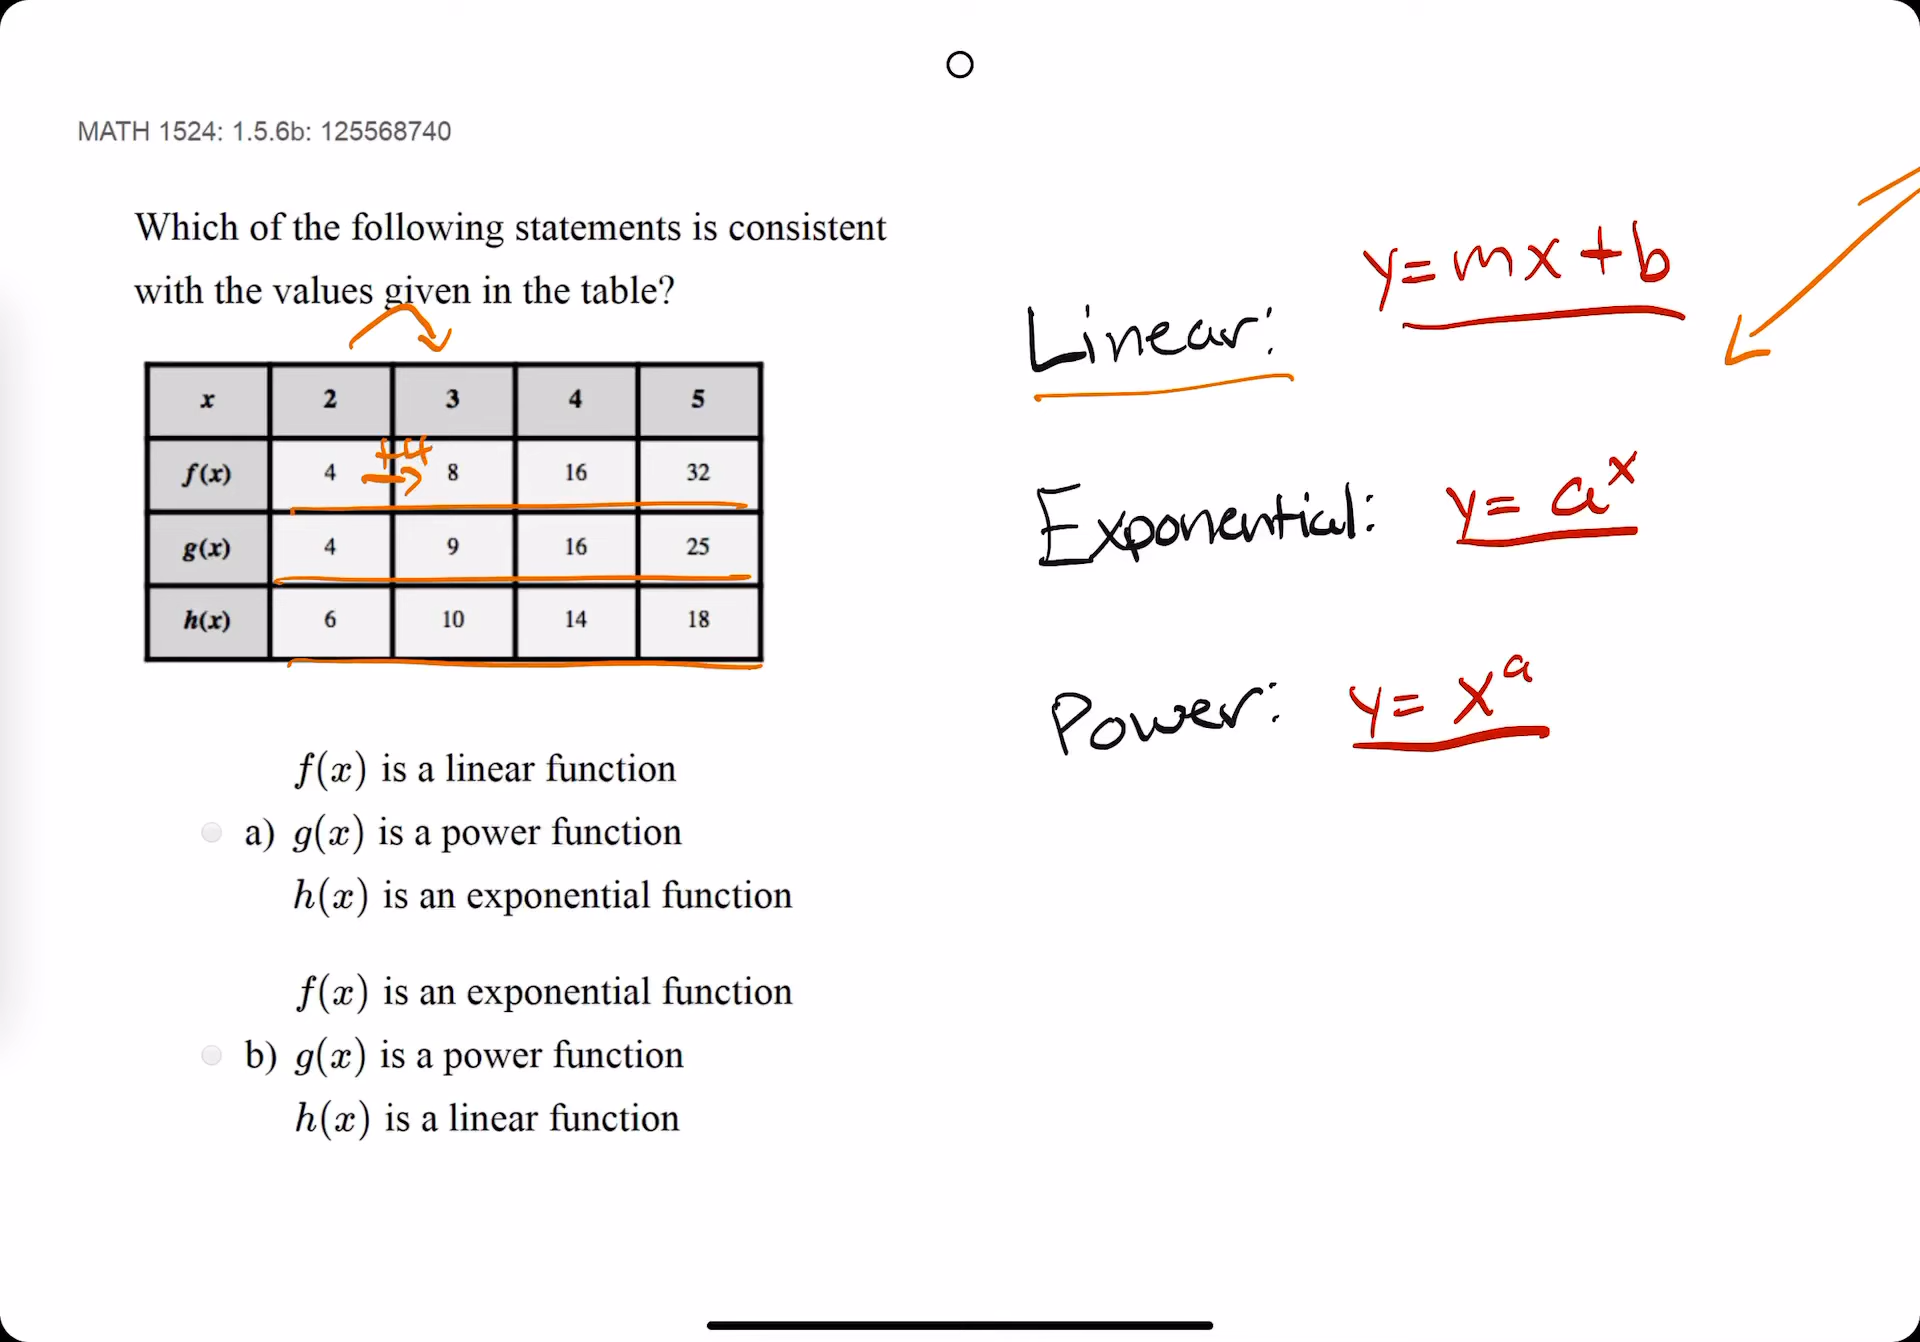 MATH 1524: 1.5.6b: 125568740
Which of the following statements is consistent
with the values given in the table?
x 2 3 4 5
+4
f(x) 4 8 16 32
g(x) 4 9 16 25
h(x) 6 10 14 18
f(x) is a linear function
a) g(x) is a power function
h(x) is an exponential function
f(x) is an exponential function
b) g(x) is a power function
h(x) is a linear function
y=mx+b
Linear:
Exponential: y= a^x
Power: y= x^a